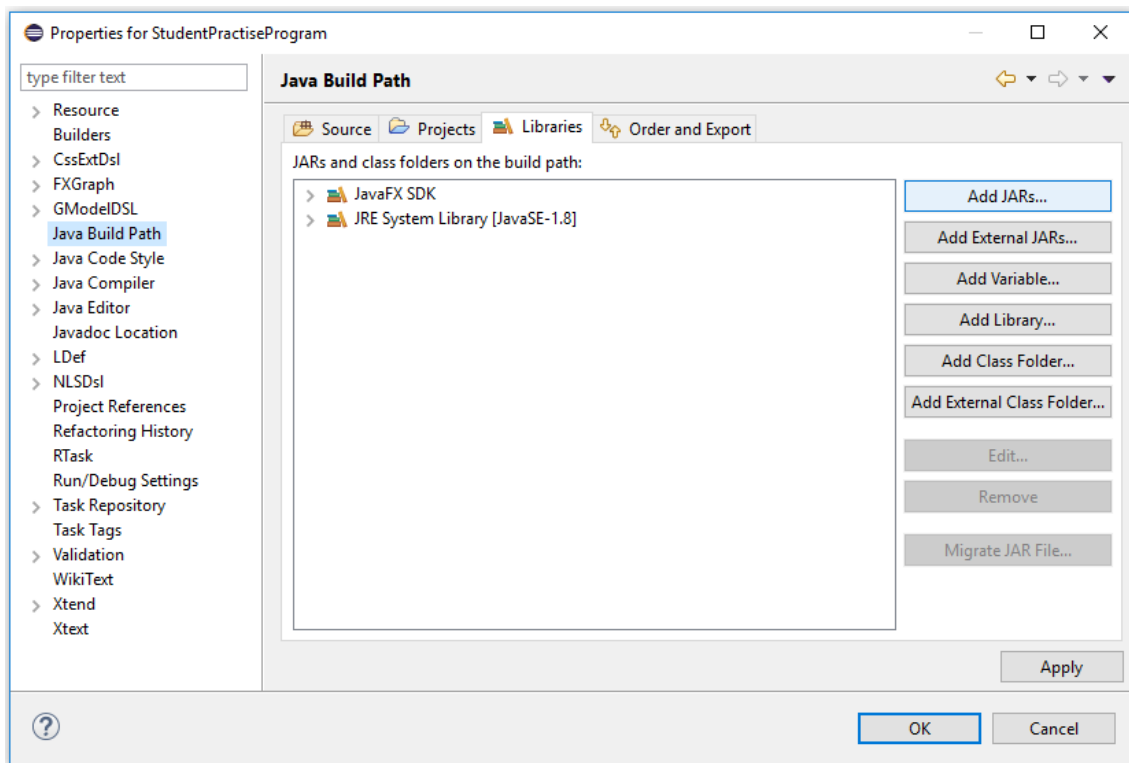 Properties for StudentPractiseProgram
type filter text
Resource
Builders
CssExtDsl
FXGraph
GModelDSL
Java Build Path
Java Code Style
Java Compiler
Java Editor
Javadoc Location
LDef
NLSDsl
Project References
Refactoring History
RTask
Run/Debug Settings
Task Repository
Task Tags
Validation
WikiText
Xtend
Xtext
Java Build Path
Source Projects Libraries Order and Export
JARs and class folders on the build path:
JavaFX SDK
JRE System Library [JavaSE-1.8]
Add JARs...
Add External JARs...
Add Variable...
Add Library...
Add Class Folder...
Add External Class Folder...
Edit...
Remove
Migrate JAR File...
Apply
?
OK Cancel